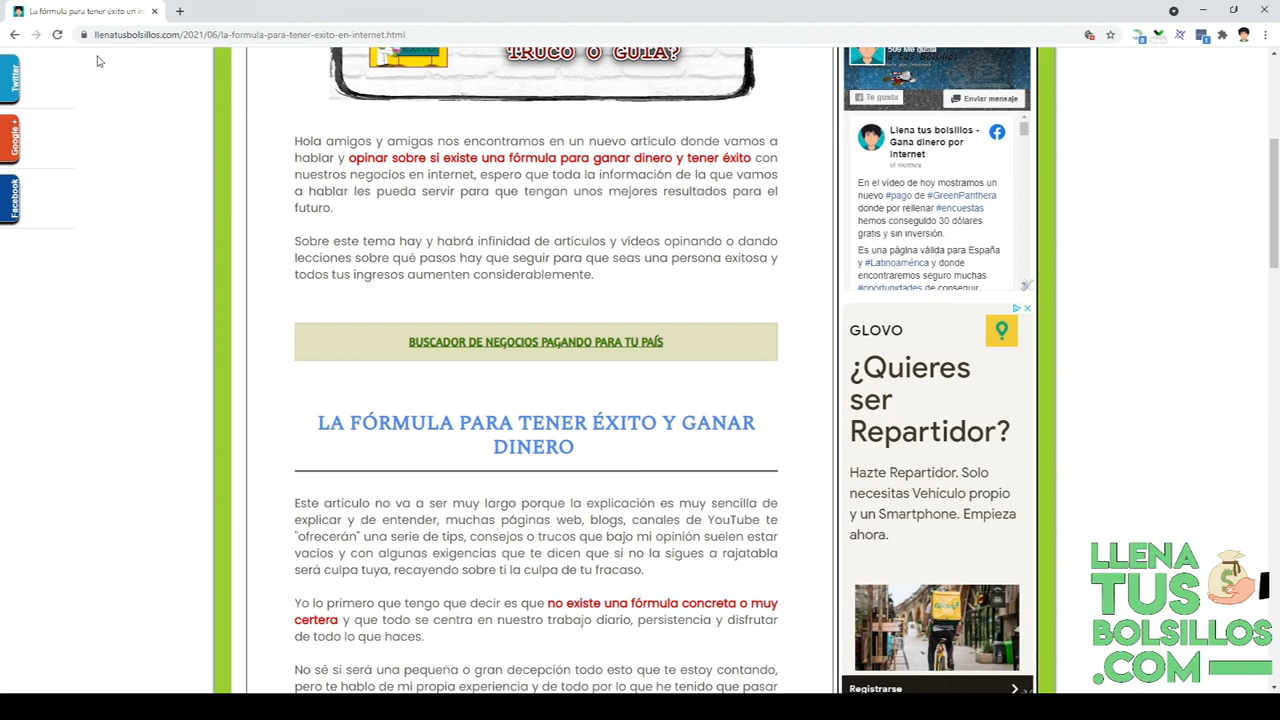 La fórmula para tener éxito en in
llenatusbolsillos.com/2021/06/la-formula-para-tener-exito-en-internet.html
Twitter
Google +
Facebook
TRUCO O GUIA?
Hola amigos y amigas nos encontramos en un nuevo artículo donde vamos a
hablar y opinar sobre si existe una fórmula para ganar dinero y tener éxito con
nuestros negocios en internet, espero que toda la información de la que vamos
a hablar les pueda servir para que tengan unos mejores resultados para el
futuro.
Sobre este tema hay y habrá infinidad de artículos y vídeos opinando o dando
lecciones sobre qué pasos hay que seguir para que seas una persona exitosa y
todos tus ingresos aumenten considerablemente.
BUSCADOR DE NEGOCIOS PAGANDO PARA TU PAÍS
LA FÓRMULA PARA TENER ÉXITO Y GANAR
DINERO
Este artículo no va a ser muy largo porque la explicación es muy sencilla de
explicar y de entender, muchas páginas web, blogs, canales de YouTube te
"ofrecerán" una serie de tips, consejos o trucos que bajo mi opinión suelen estar
vacíos y con algunas exigencias que te dicen que si no la sigues a rajatabla
será culpa tuya, recayendo sobre ti la culpa de tu fracaso.
Yo lo primero que tengo que decir es que no existe una fórmula concreta o muy
certera y que todo se centra en nuestro trabajo diario, persistencia y disfrutar
de todo lo que haces.
No sé si será una pequeña o gran decepción todo esto que te estoy contando,
pero te hablo de mi propia experiencia y de todo por lo que he tenido que pasar
509 Me gusta
Te gusta
Enviar mensaje
Llena tus bolsillos -
Gana dinero por
internet
el viernes
En el vídeo de hoy mostramos un
nuevo #pago de #GreenPanthera
donde por rellenar #encuestas
hemos conseguido 30 dólares
gratis y sin inversión.
Es una página válida para España
y #Latinoamérica y donde
encontraremos seguro muchas
#oportunidades de conseguir
GLOVO
¿Quieres
ser
Repartidor?
Hazte Repartidor. Solo
necesitas Vehículo propio
y un Smartphone. Empieza
ahora.
Registrarse
LLENA
TUS
BOLSILLOS
.COM